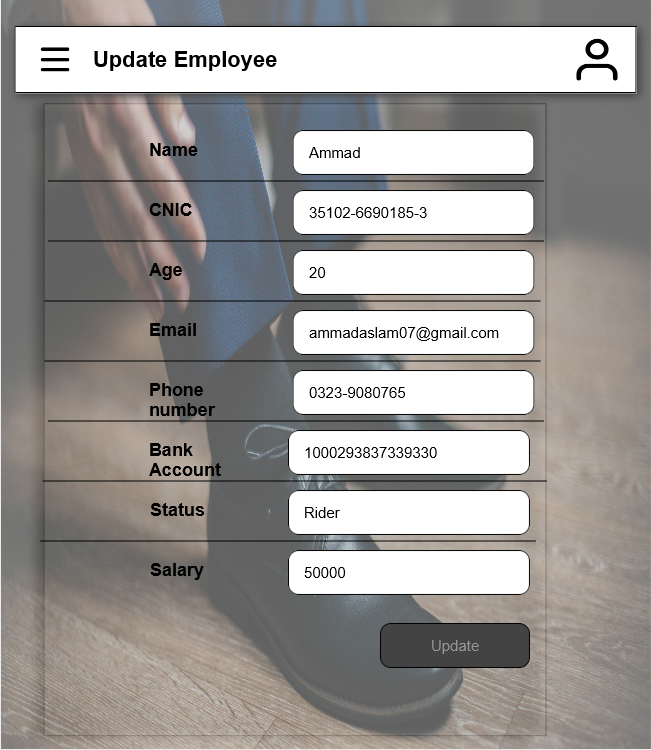 Update Employee
Name Ammad
CNIC 35102-6690185-3
Age 20
Email ammadaslam07@gmail.com
Phone number 0323-9080765
Bank Account 1000293837339330
Status Rider
Salary 50000
Update